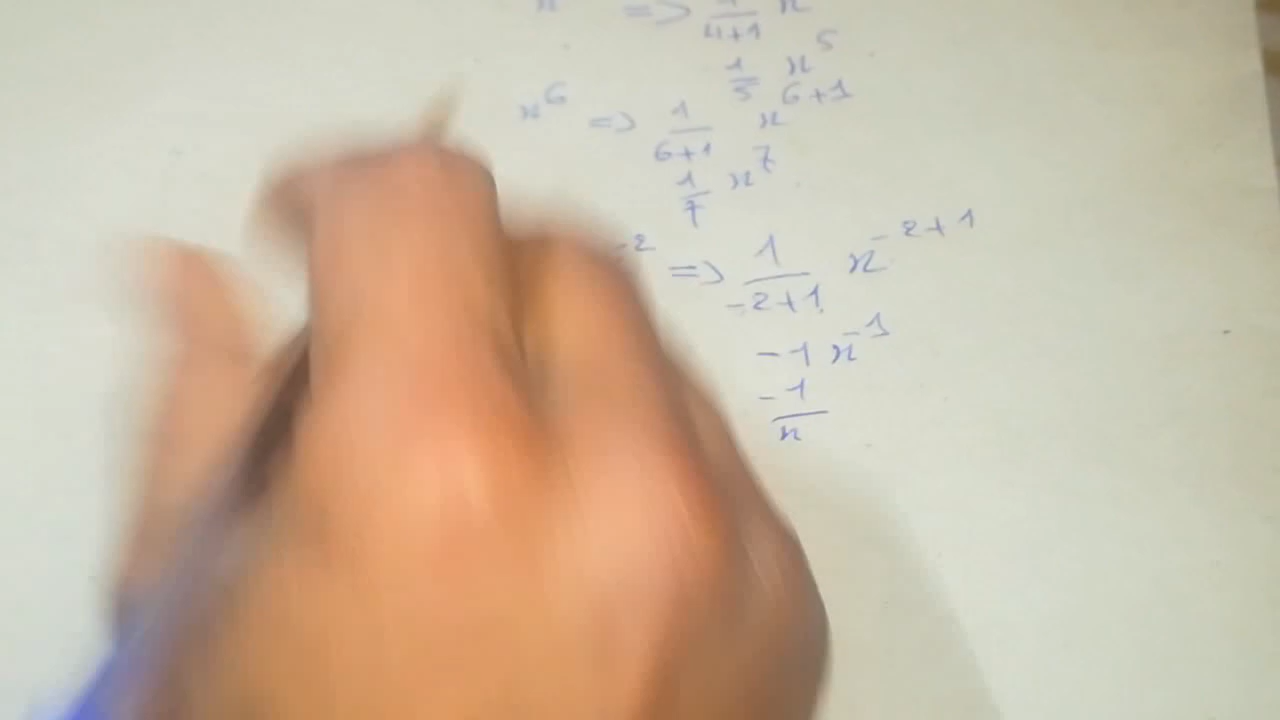 => 1/(4+1) x
1/5 x^5
x^6 => 1/(6+1) x^(6+1)
1/7 x^7
-2 => 1/(-2+1) x^(-2+1)
-1 x^-1
-1/x